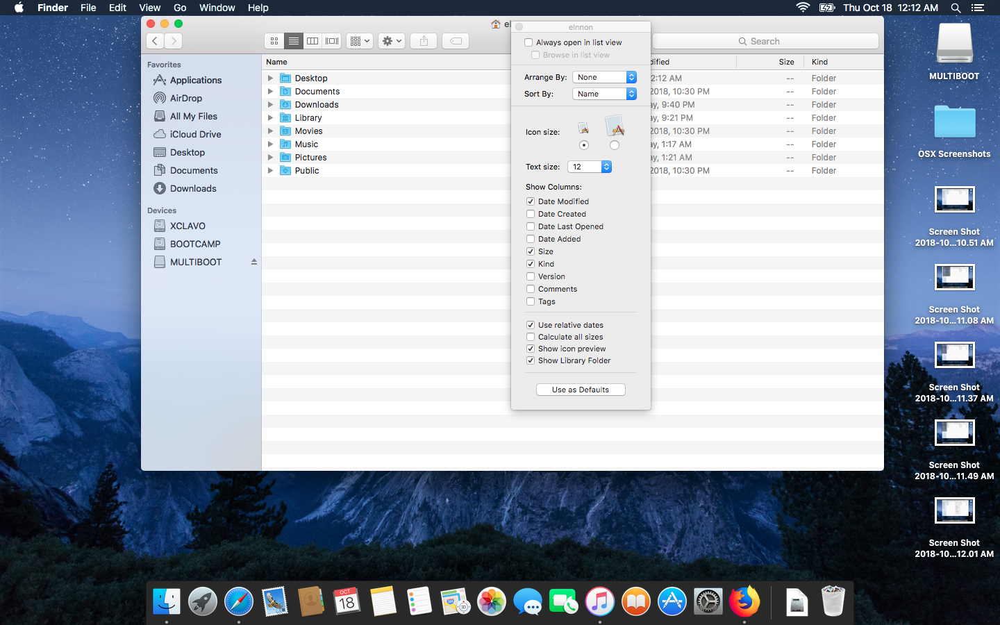 Finder File Edit View Go Window Help Thu Oct 18 12:12 AM
elnnon
Search
Favorites
Applications
AirDrop
All My Files
iCloud Drive
Desktop
Documents
Downloads
Devices
XCLAVO
BOOTCAMP
MULTIBOOT
Name Size Kind
Desktop 2:12 AM -- Folder
Documents 2018, 10:30 PM -- Folder
Downloads 9:40 PM -- Folder
Library 9:21 PM -- Folder
Movies 2018, 10:30 PM -- Folder
Music 1:17 AM -- Folder
Pictures 1:21 AM -- Folder
Public 2018, 10:30 PM -- Folder
Always open in list view
Browse in list view
Arrange By: None
Sort By: Name
Icon size:
Text size: 12
Show Columns:
Date Modified
Date Created
Date Last Opened
Date Added
Size
Kind
Version
Comments
Tags
Use relative dates
Calculate all sizes
Show icon preview
Show Library Folder
Use as Defaults
MULTIBOOT
OSX Screenshots
Screen Shot
2018-10...10.51 AM
Screen Shot
2018-10...11.08 AM
Screen Shot
2018-10...11.37 AM
Screen Shot
2018-10...11.49 AM
Screen Shot
2018-10...12.01 AM
OCT
18